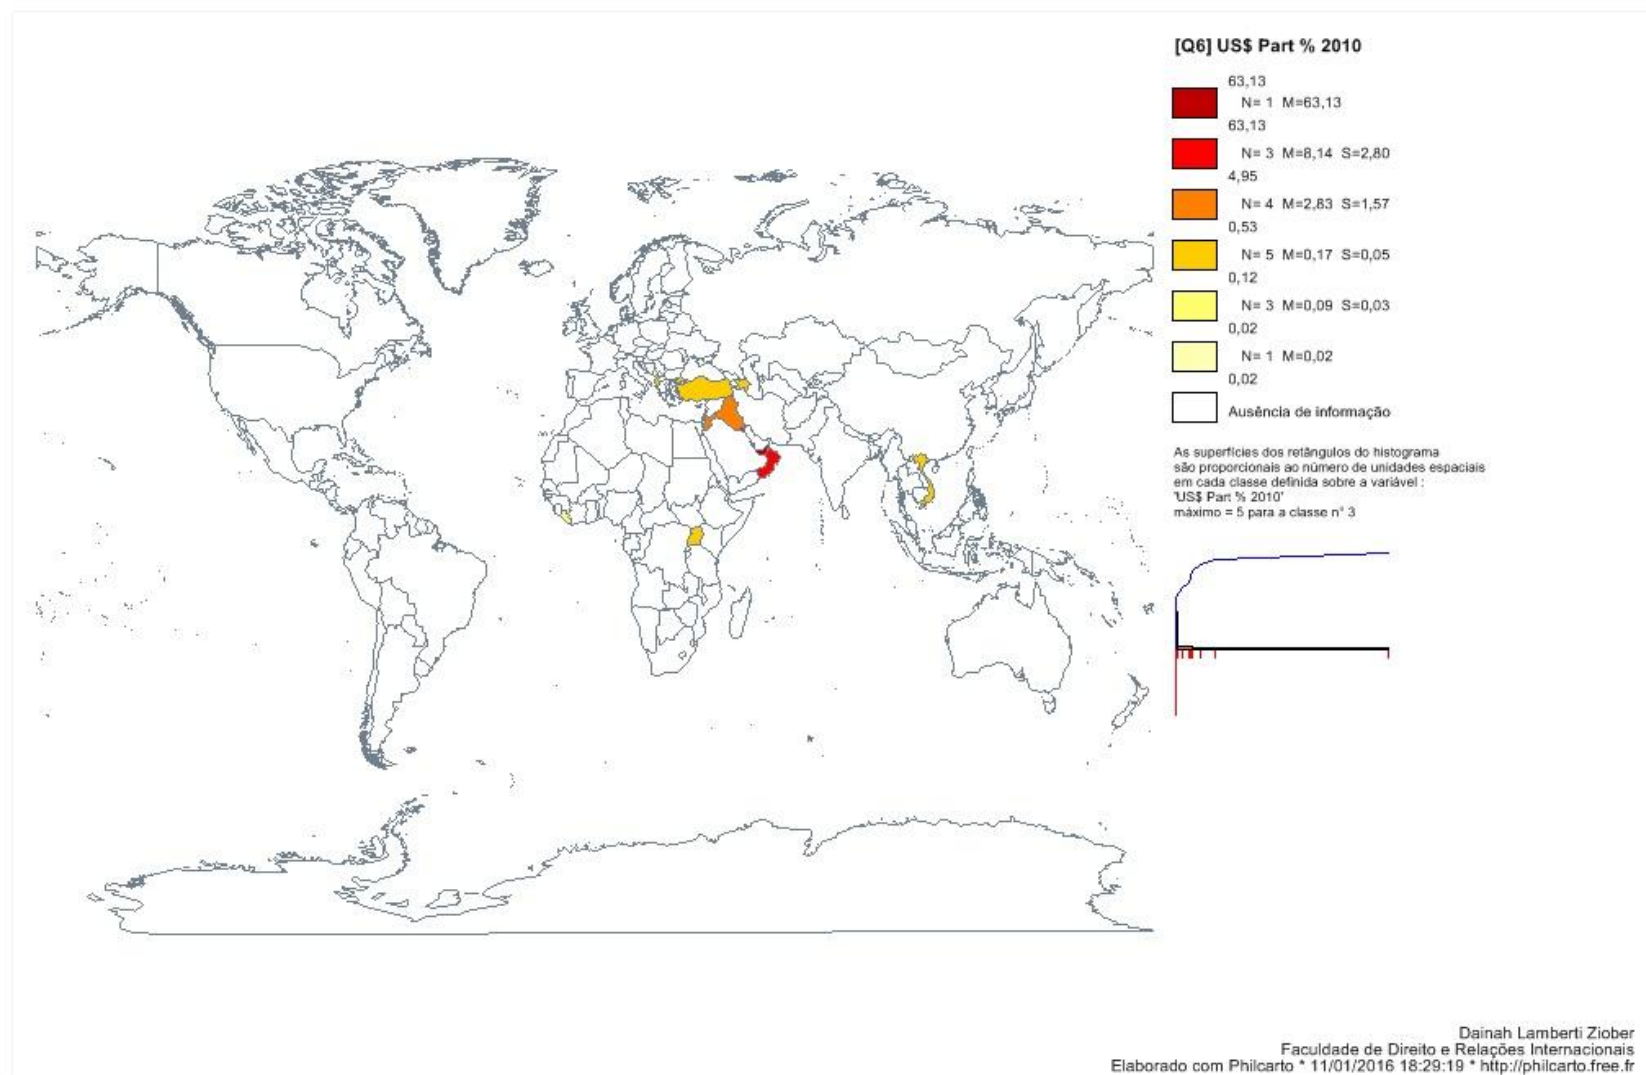 [Q6] US$ Part % 2010
63,13
N= 1 M=63,13
63,13
N= 3 M=8,14 S=2,80
4,95
N= 4 M=2,83 S=1,57
0,53
N= 5 M=0,17 S=0,05
0,12
N= 3 M=0,09 S=0,03
0,02
N= 1 M=0,02
0,02
Ausência de informação
As superfícies dos retângulos do histograma
são proporcionais ao número de unidades espaciais
em cada classe definida sobre a variável :
'US$ Part % 2010'
máximo = 5 para a classe n° 3
Dainah Lamberti Ziober
Faculdade de Direito e Relações Internacionais
Elaborado com Philcarto * 11/01/2016 18:29:19 * http://philcarto.free.fr